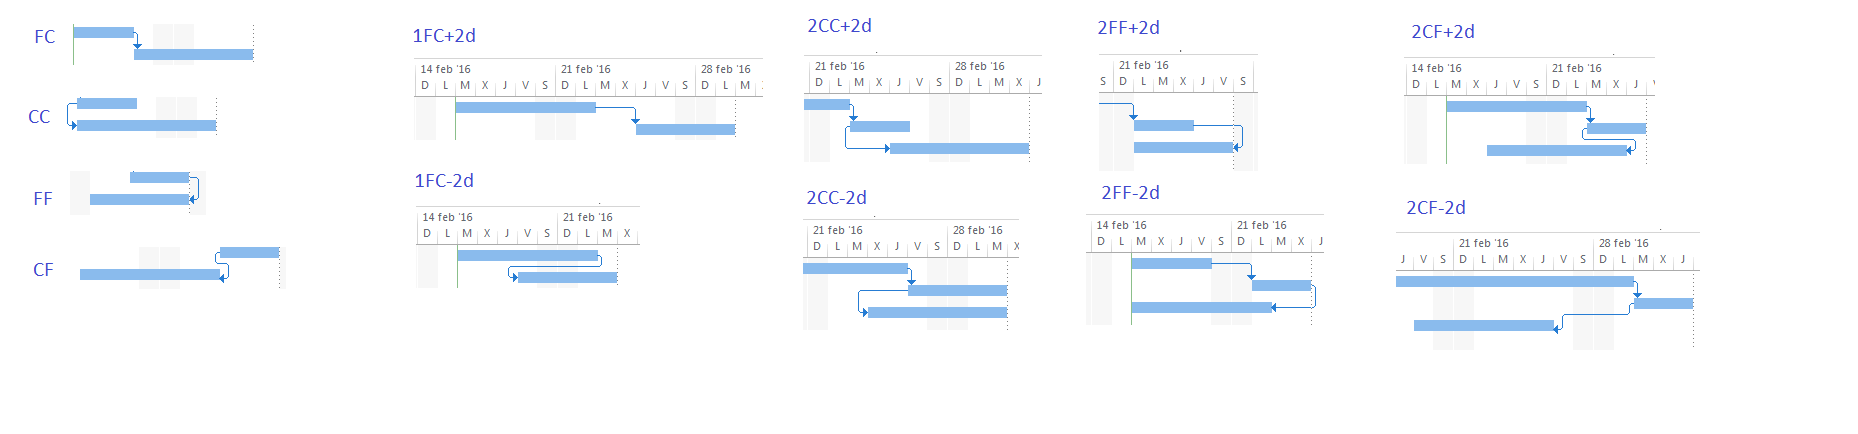 FC
CC
FF
CF
1FC+2d
14 feb '16 21 feb '16 28 feb '16
D L M X J V S D L M X J V S D L M
1FC-2d
14 feb '16 21 feb '16
D L M X J V S D L M X
2CC+2d
21 feb '16 28 feb '16
D L M X J V S D L M X J
2CC-2d
21 feb '16 28 feb '16
D L M X J V S D L M X
2FF+2d
21 feb '16
S D L M X J V S
2FF-2d
14 feb '16 21 feb '16
D L M X J V S D L M X J
2CF+2d
14 feb '16 21 feb '16
D L M X J V S D L M X J
2CF-2d
21 feb '16 28 feb '16
J V S D L M X J V S D L M X J